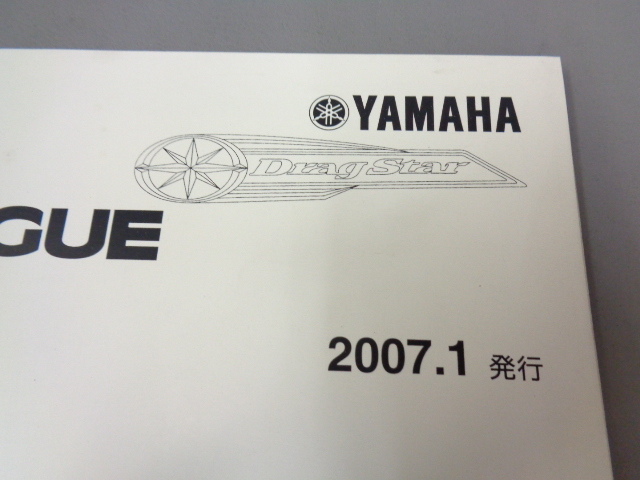 YAMAHA
Drag Star
GUE
2007.1 発行